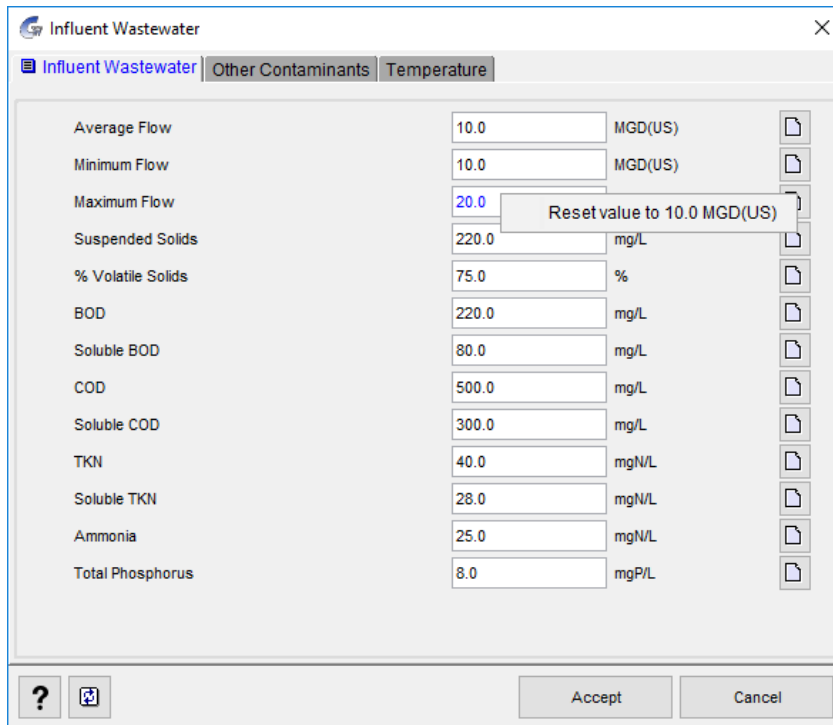 Influent Wastewater
Influent Wastewater Other Contaminants Temperature
Average Flow 10.0 MGD(US)
Minimum Flow 10.0 MGD(US)
Maximum Flow 20.0
Reset value to 10.0 MGD(US)
Suspended Solids 220.0 mg/L
% Volatile Solids 75.0 %
BOD 220.0 mg/L
Soluble BOD 80.0 mg/L
COD 500.0 mg/L
Soluble COD 300.0 mg/L
TKN 40.0 mgN/L
Soluble TKN 28.0 mgN/L
Ammonia 25.0 mgN/L
Total Phosphorus 8.0 mgP/L
? Accept Cancel